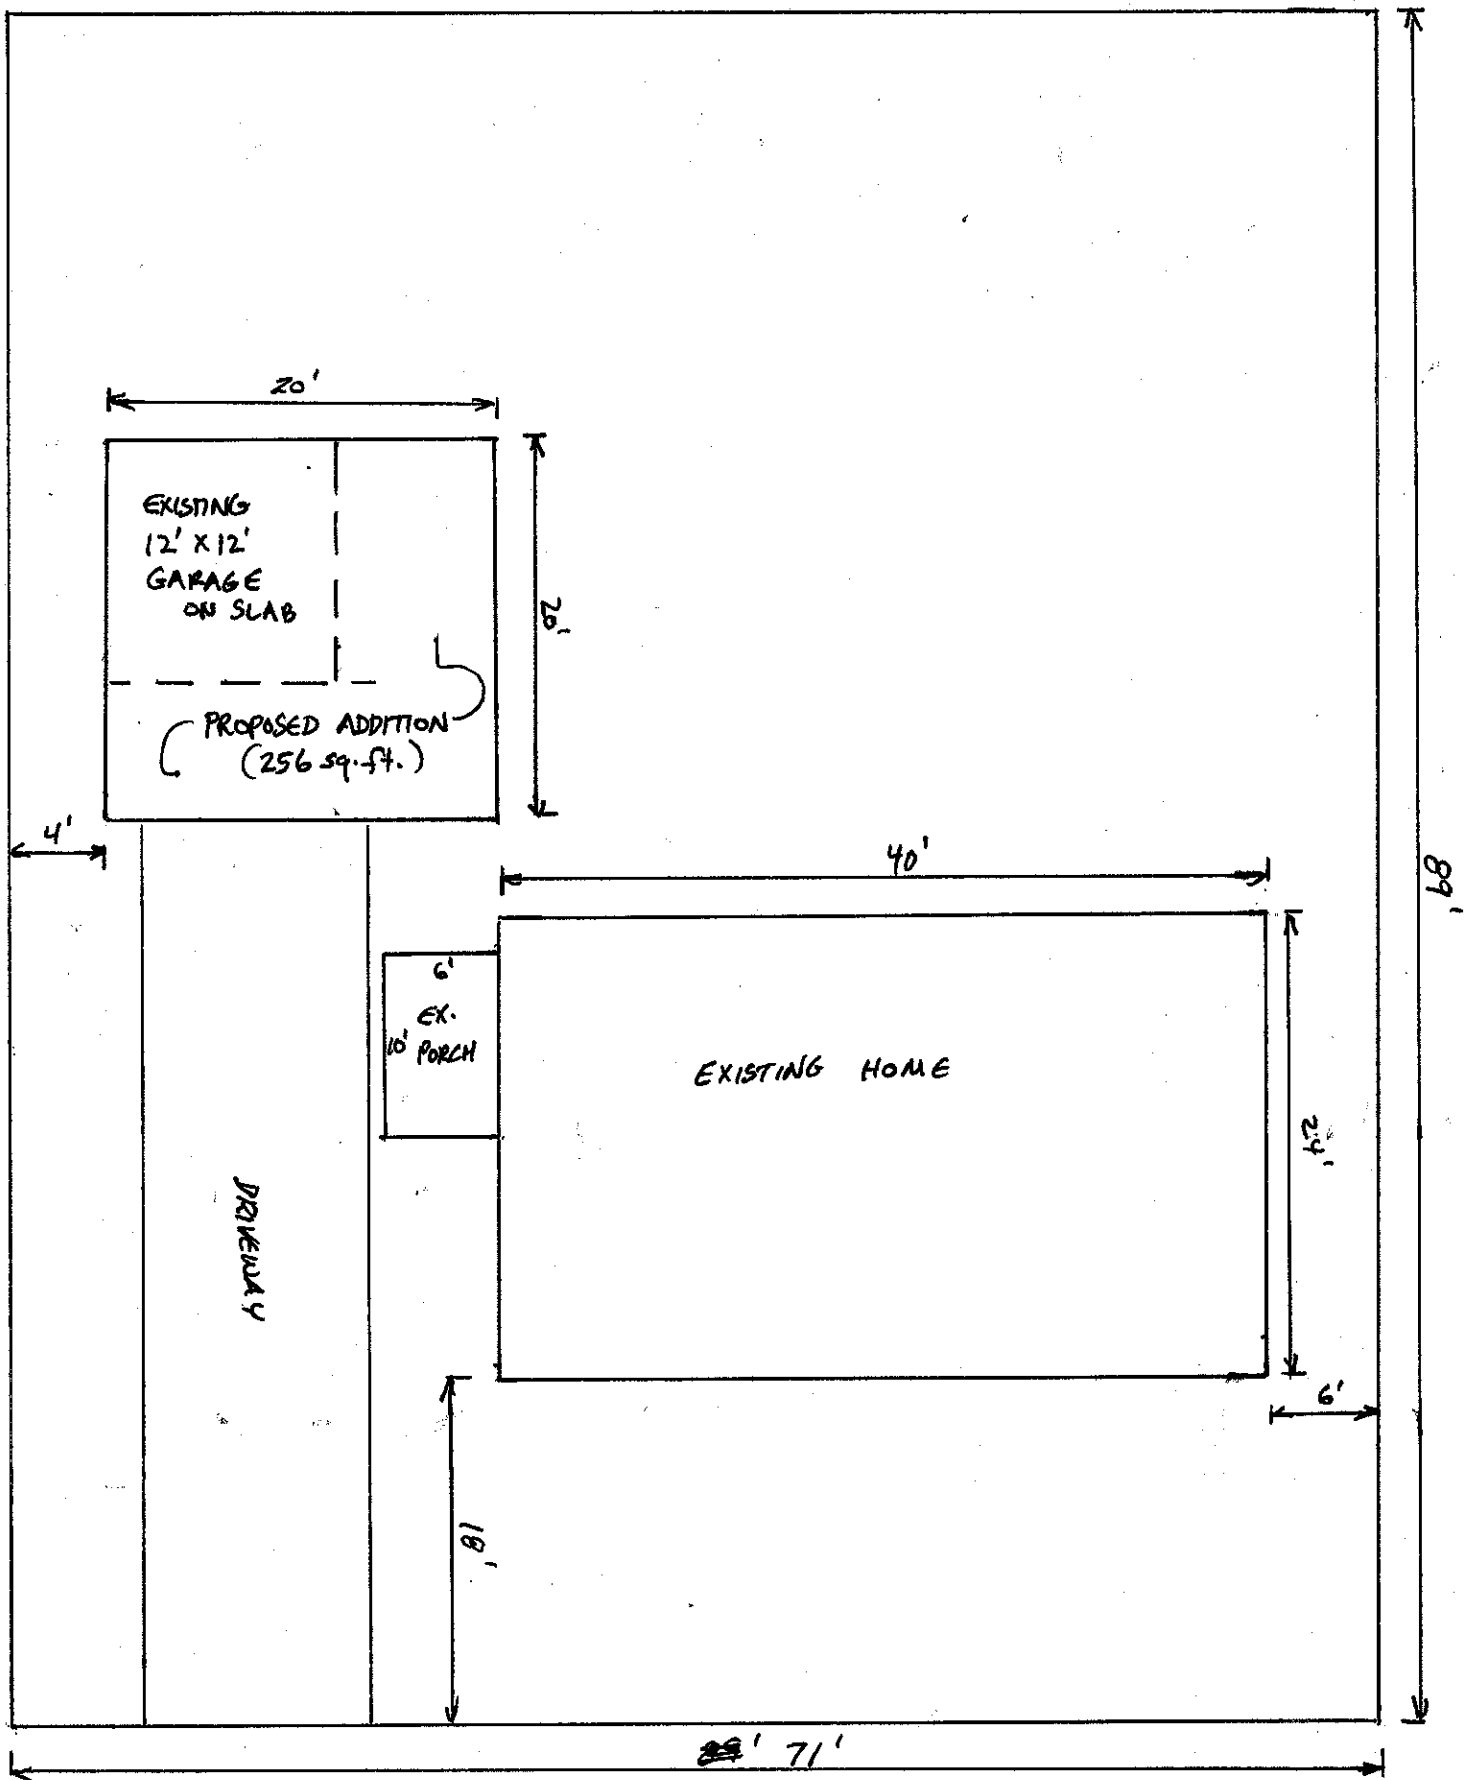 20'
EXISTING
12' X 12'
GARAGE
ON SLAB
20'
PROPOSED ADDITION
(256 sq.ft.)
4'
40'
89'
6'
EX.
10' PORCH
EXISTING HOME
24'
DRIVEWAY
6'
18'
' 71'